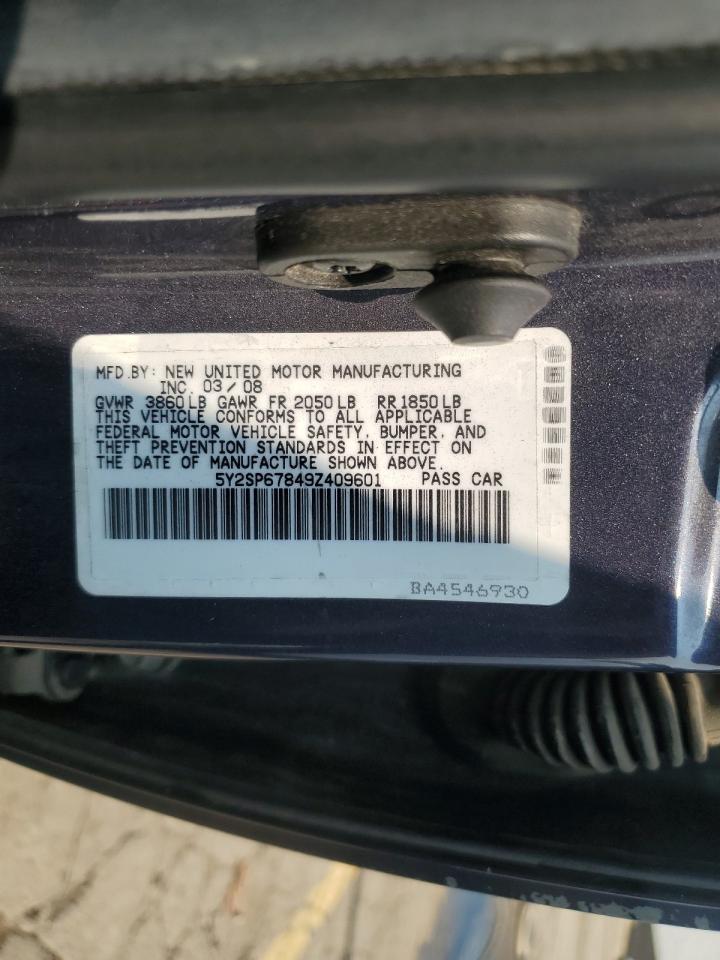 MFD.BY: NEW UNITED MOTOR MANUFACTURING
INC. 03/08
GVWR 3860LB GAWR FR 2050LB RR1850LB
THIS VEHICLE CONFORMS TO ALL APPLICABLE
FEDERAL MOTOR VEHICLE SAFETY, BUMPER, AND
THEFT PREVENTION STANDARDS IN EFFECT ON
THE DATE OF MANUFACTURE SHOWN ABOVE.
5Y2SP67849Z409601 PASS CAR
BA4546930